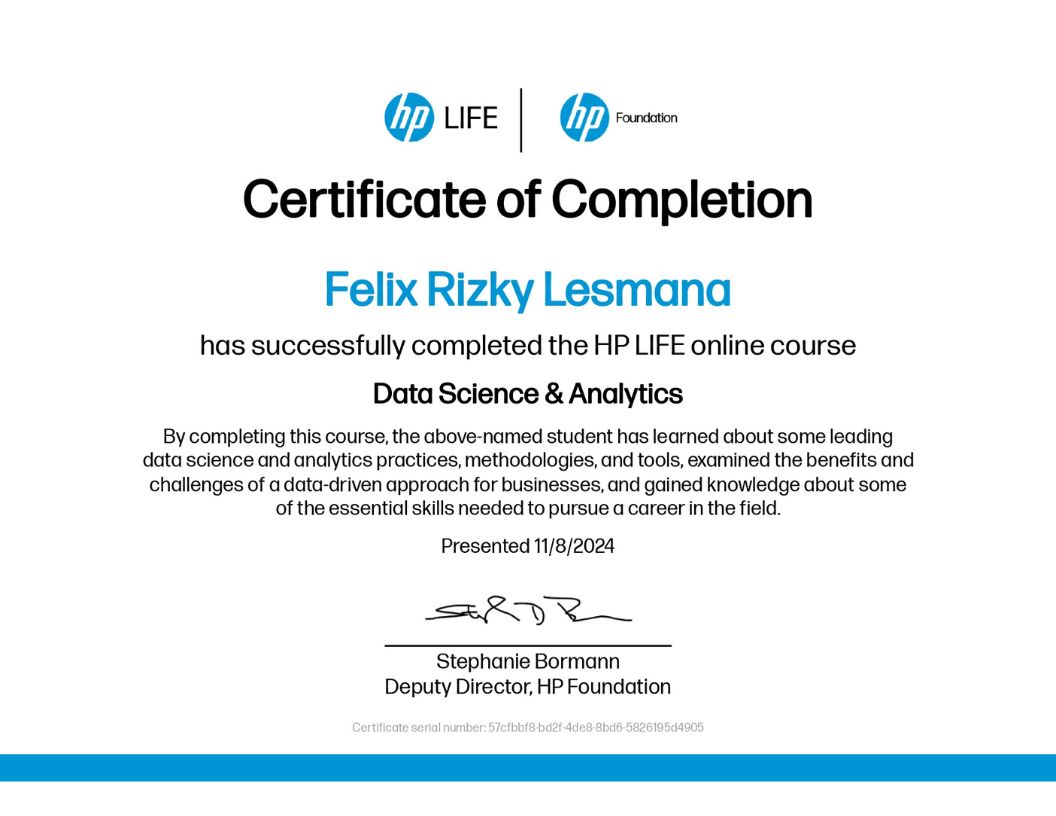 hp LIFE | hp Foundation
Certificate of Completion
Felix Rizky Lesmana
has successfully completed the HP LIFE online course
Data Science & Analytics
By completing this course, the above-named student has learned about some leading
data science and analytics practices, methodologies, and tools, examined the benefits and
challenges of a data-driven approach for businesses, and gained knowledge about some
of the essential skills needed to pursue a career in the field.
Presented 11/8/2024
Stephanie Bormann
Deputy Director, HP Foundation
Certificate serial number: 57cfbbf8-bd2f-4de8-8bd6-5826195d4905